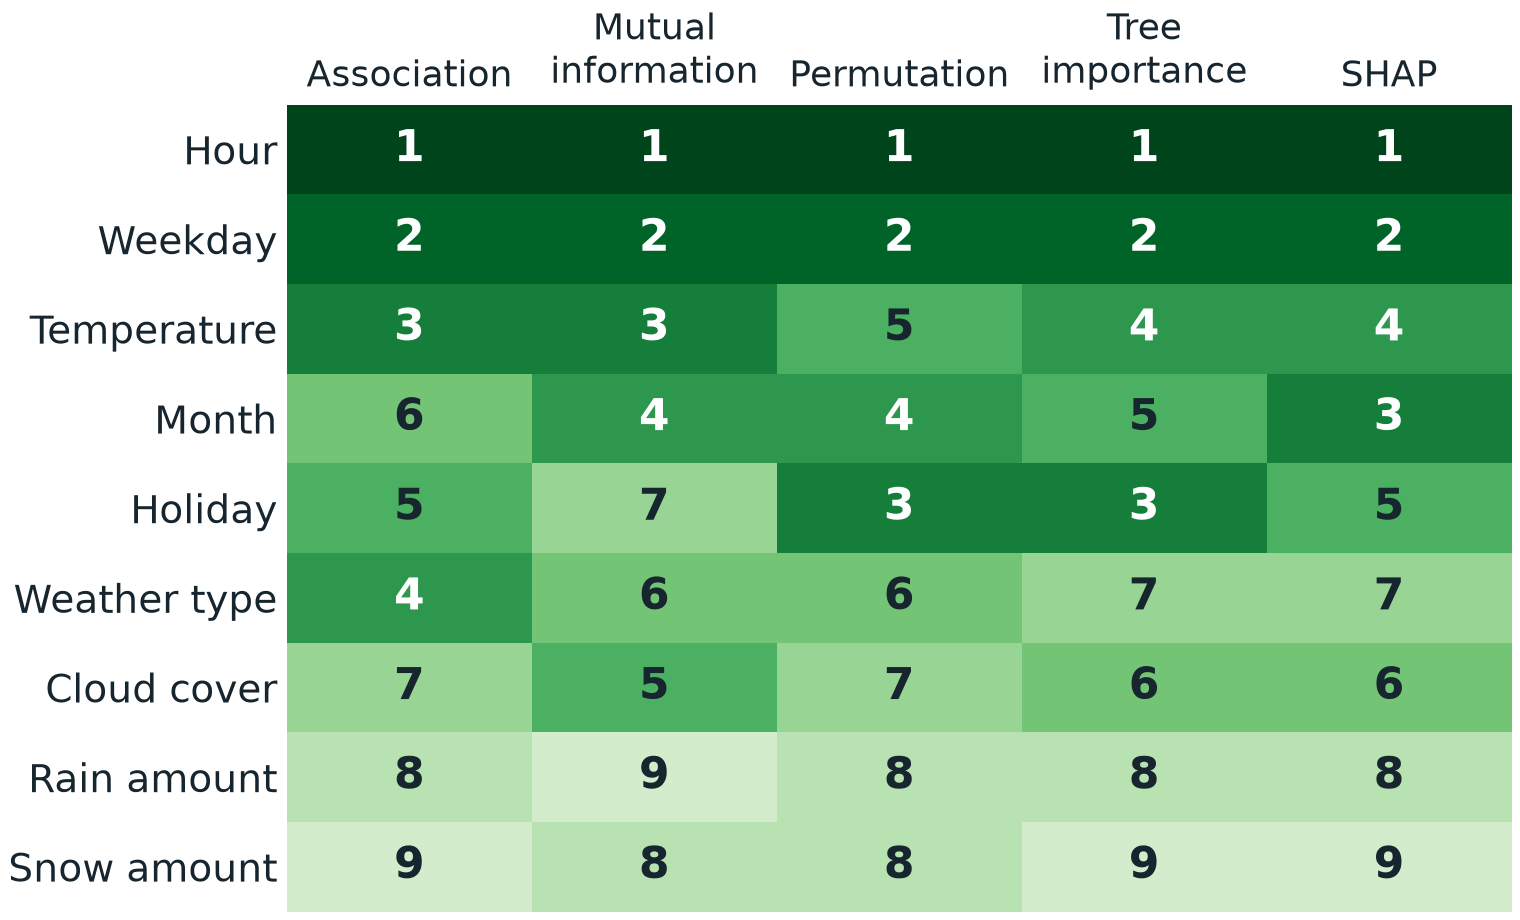 Association Mutual information Permutation Tree importance SHAP
Hour 1 1 1 1 1
Weekday 2 2 2 2 2
Temperature 3 3 5 4 4
Month 6 4 4 5 3
Holiday 5 7 3 3 5
Weather type 4 6 6 7 7
Cloud cover 7 5 7 6 6
Rain amount 8 9 8 8 8
Snow amount 9 8 8 9 9